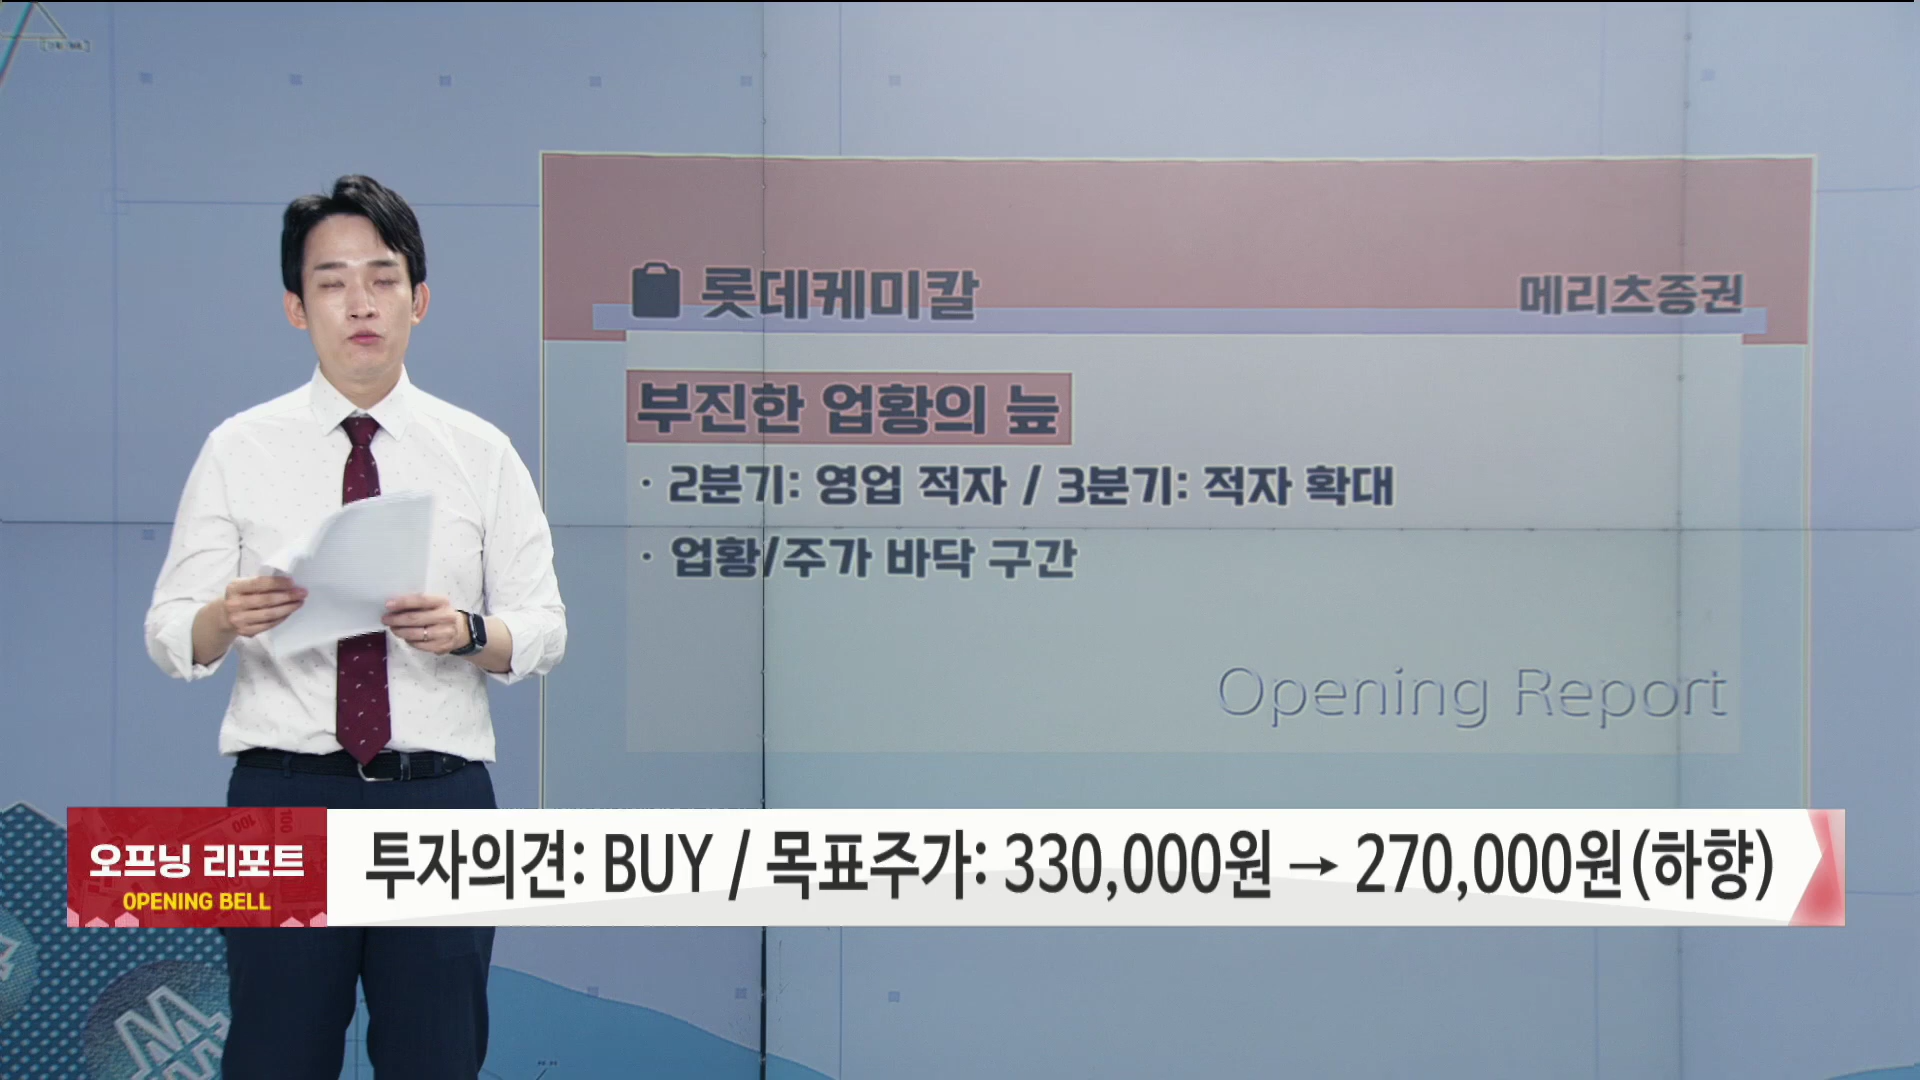 롯데케미칼
메리츠증권
부진한 업황의 늪
· 2분기: 영업 적자 / 3분기: 적자 확대
· 업황/주가 바닥 구간
Opening Report
오프닝 리포트
OPENING BELL
투자의견: BUY / 목표주가: 330,000원 → 270,000원(하향)